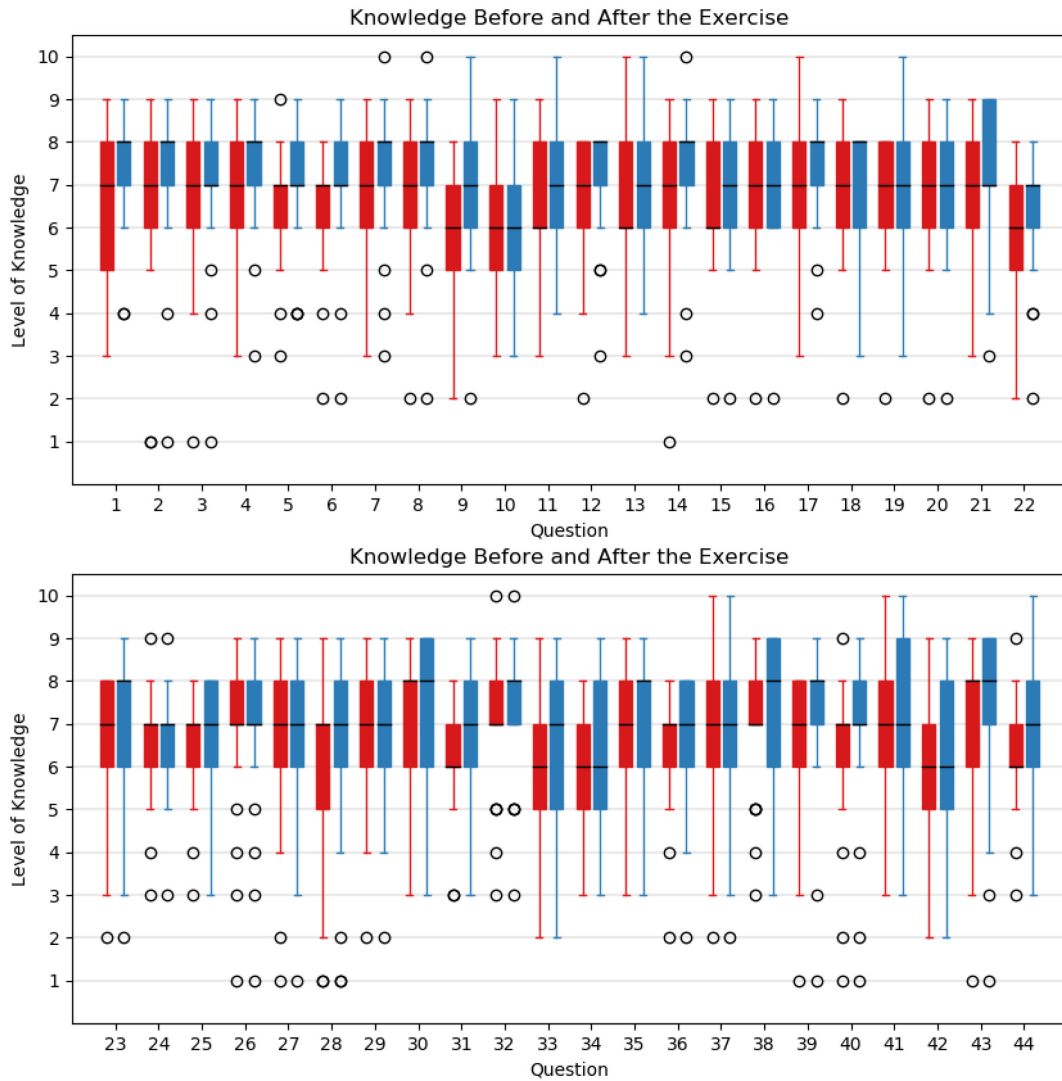 Knowledge Before and After the Exercise
10
9
8
7
6
5
4
3
2
1
Level of Knowledge
1 2 3 4 5 6 7 8 9 10 11 12 13 14 15 16 17 18 19 20 21 22
Question
Knowledge Before and After the Exercise
10
9
8
7
6
5
4
3
2
1
Level of Knowledge
23 24 25 26 27 28 29 30 31 32 33 34 35 36 37 38 39 40 41 42 43 44
Question